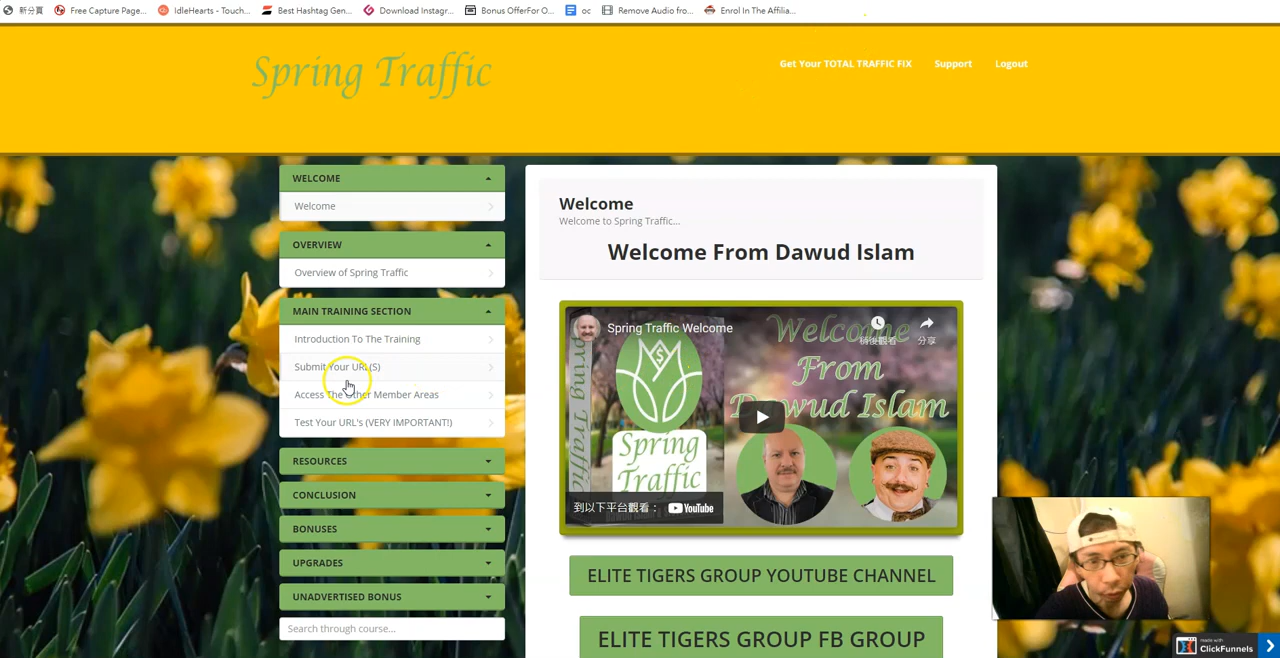 新分頁
Free Capture Page...
IdleHearts - Touch...
Best Hashtag Gen...
Download Instagr...
Bonus OfferFor O...
oc
Remove Audio fro...
Enrol In The Affilia...
Spring Traffic
Get Your TOTAL TRAFFIC FIX
Support
Logout
WELCOME
Welcome
OVERVIEW
Overview of Spring Traffic
MAIN TRAINING SECTION
Introduction To The Training
Submit Your URL(S)
Access The Other Member Areas
Test Your URL's (VERY IMPORTANT!)
RESOURCES
CONCLUSION
BONUSES
UPGRADES
UNADVERTISED BONUS
Search through course...
Welcome
Welcome to Spring Traffic...
Welcome From Dawud Islam
Spring Traffic Welcome
稍後觀看
分享
Welcome
From
Dawud Islam
Spring Traffic
Spring
Traffic
到以下平台觀看：
YouTube
ELITE TIGERS GROUP YOUTUBE CHANNEL
ELITE TIGERS GROUP FB GROUP
made with
ClickFunnels